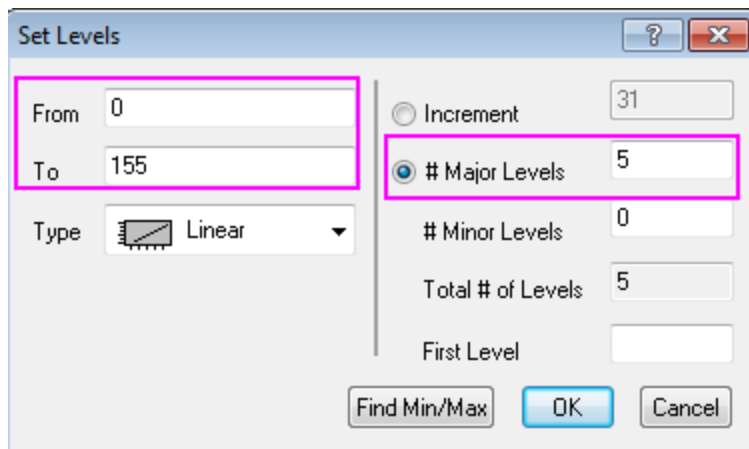 Set Levels
From 0
To 155
Type Linear
Increment 31
# Major Levels 5
# Minor Levels 0
Total # of Levels 5
First Level
Find Min/Max OK Cancel